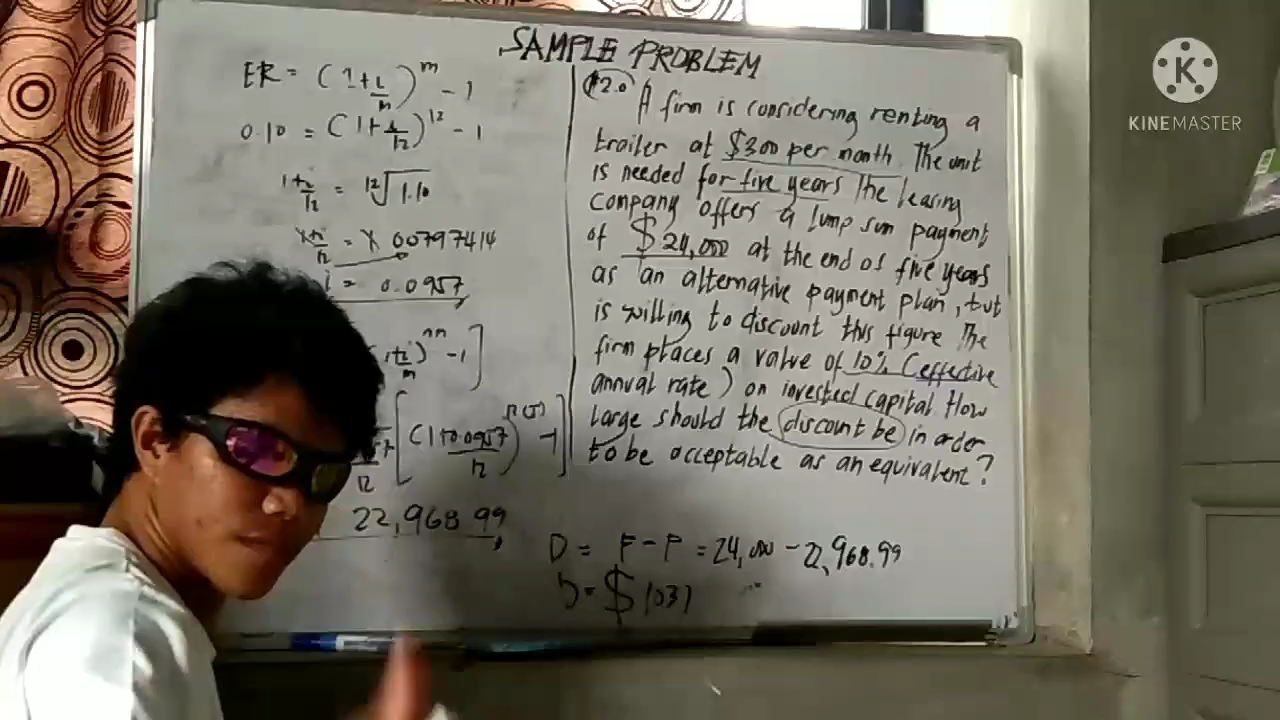 SAMPLE PROBLEM
ER = (1+i/m)^m - 1
0.10 = (1+i/12)^12 - 1
1+i/12 = 12√1.10
0.00797414
i = 0.0957
+i/m)^mn - 1]
12 [(1+0.0957/12)^12(5) - 1]
22,968.99
#2.0
A firm is considering renting a
trailer at $300 per month. The unit
is needed for five years The leasing
company offers a lump sum payment
of $24,000 at the end of five years
as an alternative payment plan, but
is willing to discount this figure The
firm places a value of 10% (effective
annual rate) on invested capital How
large should the discount be in order
to be acceptable as an equivalent?
D = F-P = 24,000 - 22,968.99
D = $1031
K
KINEMASTER